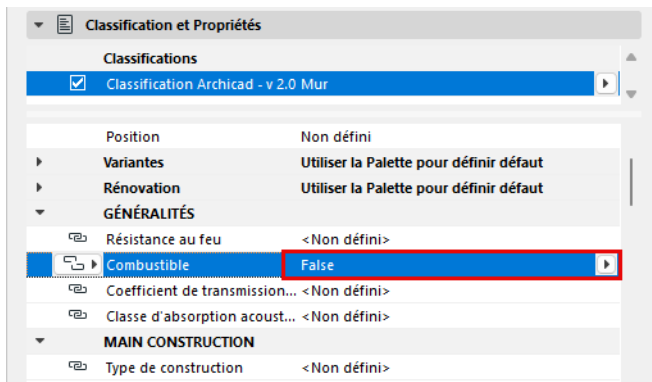 Classification et Propriétés
Classifications
Classification Archicad - v 2.0 Mur
Position Non défini
Variantes Utiliser la Palette pour définir défaut
Rénovation Utiliser la Palette pour définir défaut
GÉNÉRALITÉS
Résistance au feu <Non défini>
Combustible False
Coefficient de transmission... <Non défini>
Classe d'absorption acoust... <Non défini>
MAIN CONSTRUCTION
Type de construction <Non défini>